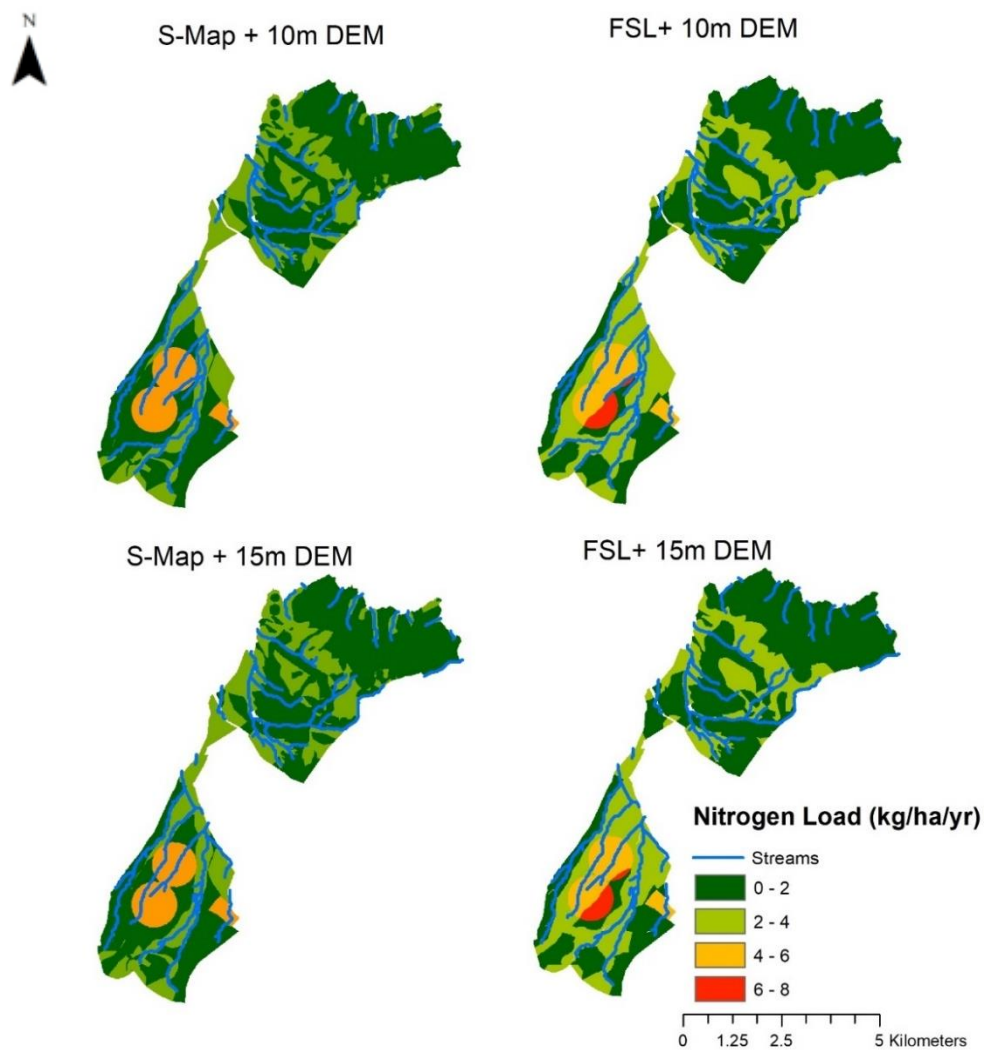 N
S-Map + 10m DEM
FSL+ 10m DEM
S-Map + 15m DEM
FSL+ 15m DEM
Nitrogen Load (kg/ha/yr)
Streams
0 - 2
2 - 4
4 - 6
6 - 8
0 1.25 2.5 5 Kilometers